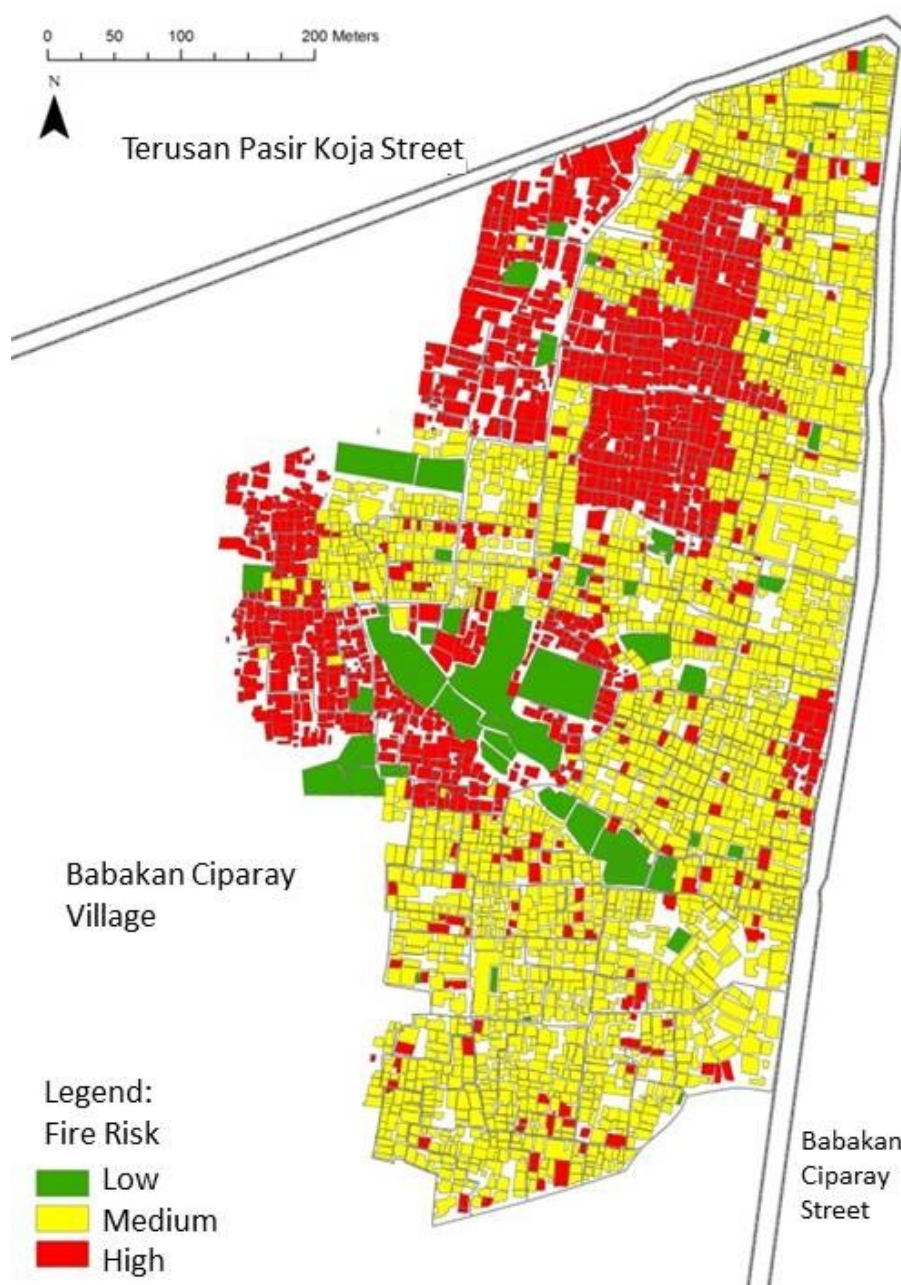 0 50 100 200 Meters
N
Terusan Pasir Koja Street
Babakan Ciparay
Village
Legend:
Fire Risk
Low
Medium
High
Babakan
Ciparay
Street